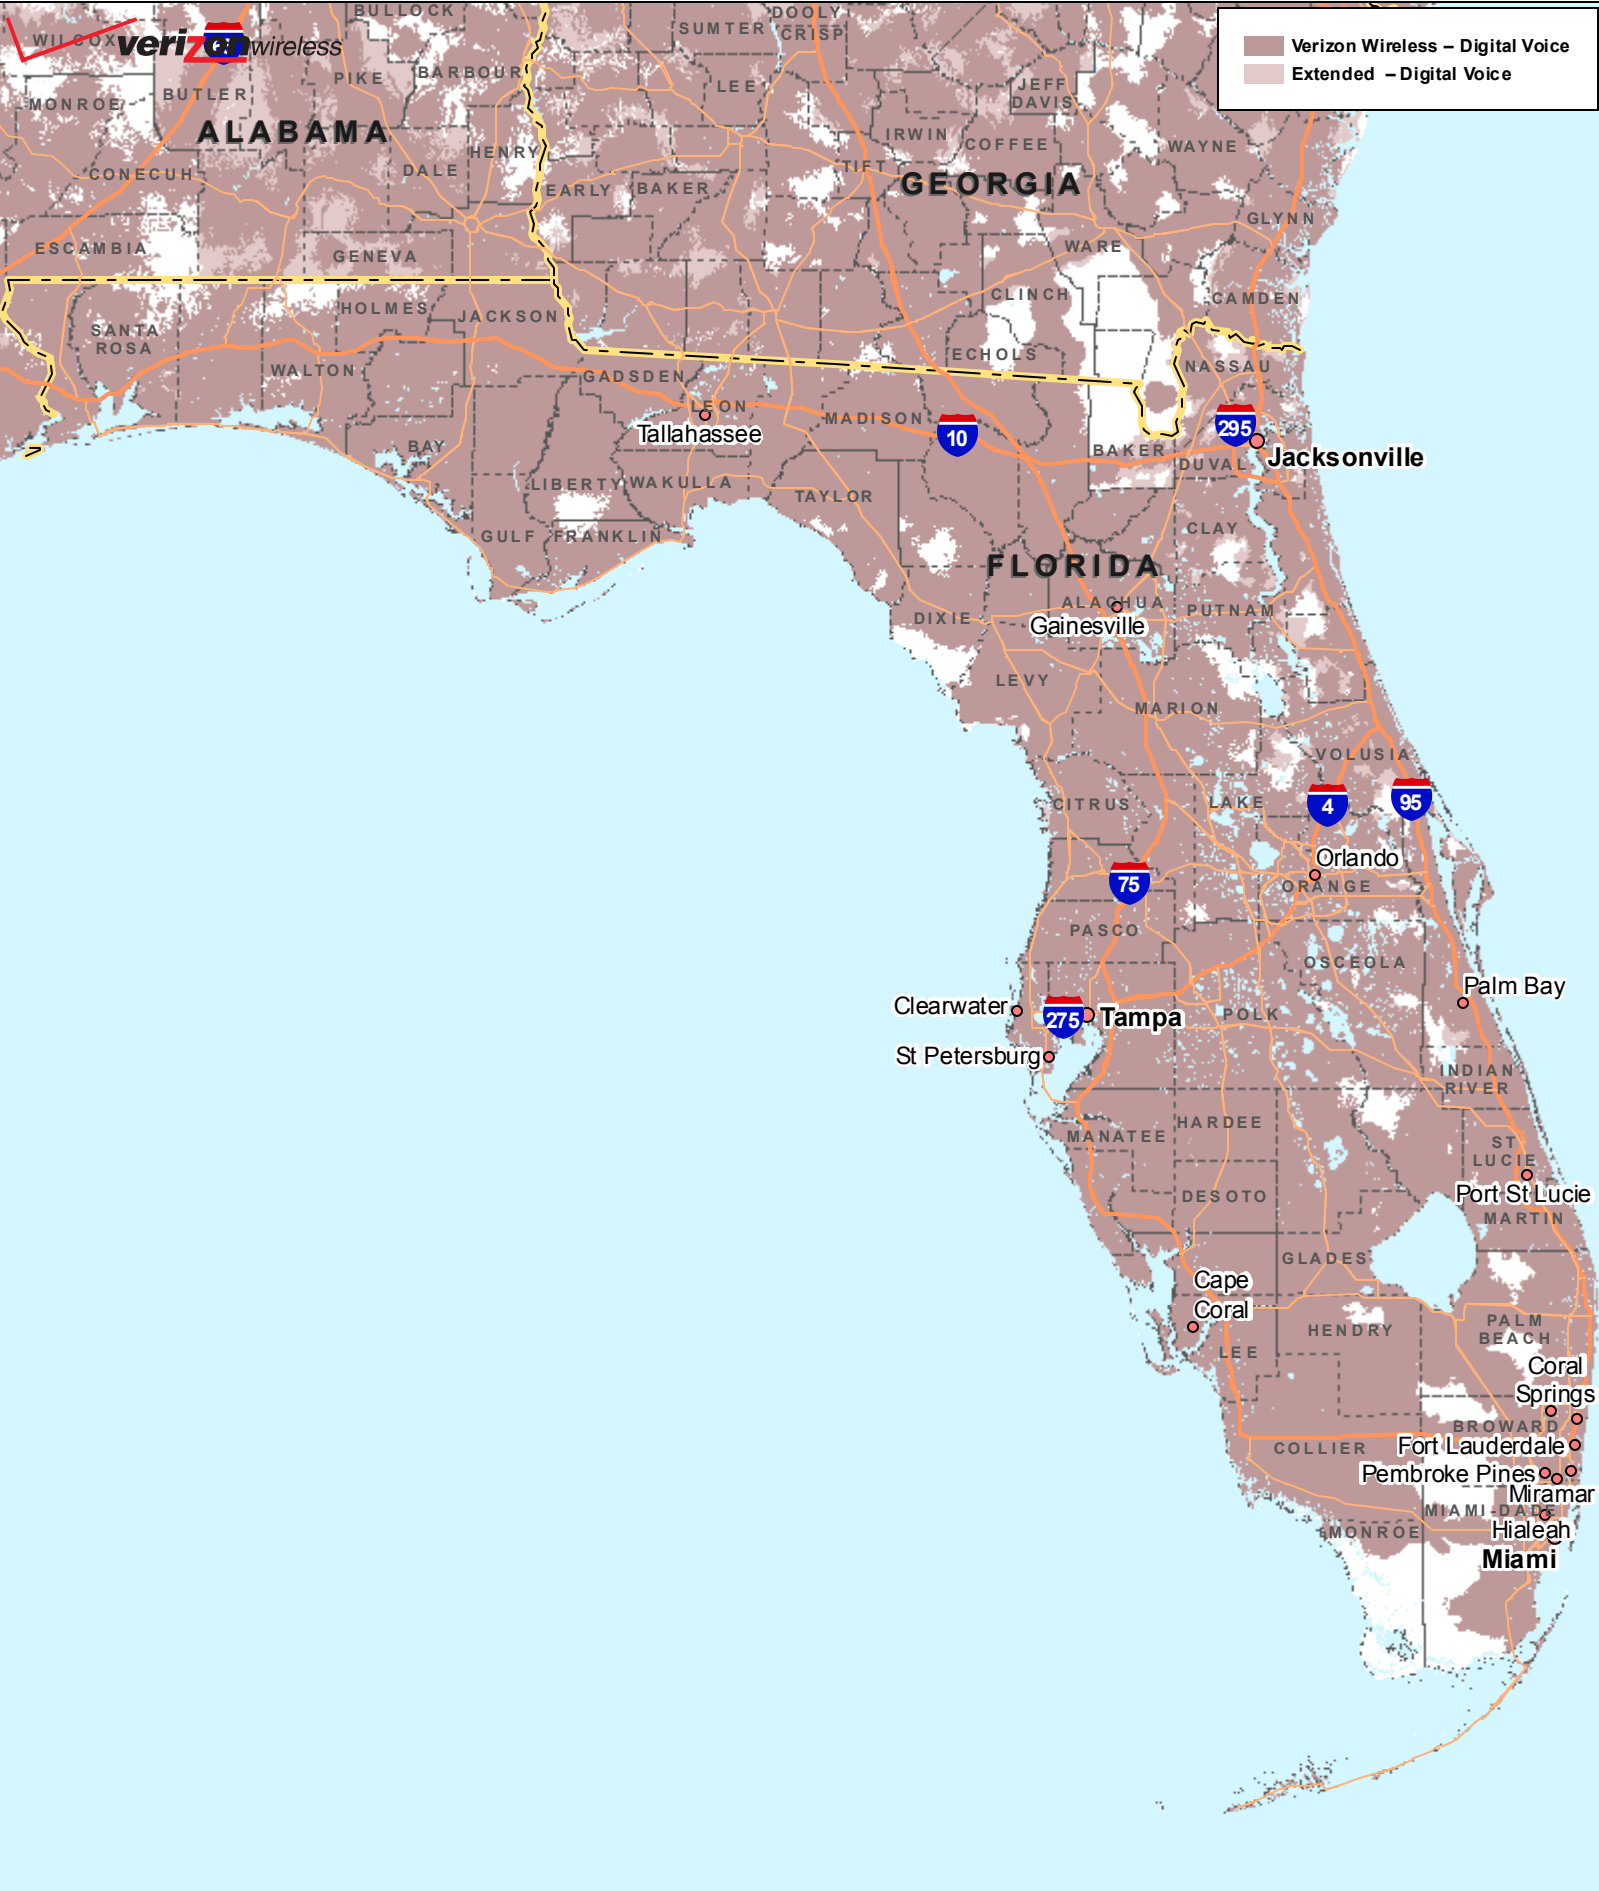 BULLOCK
DOOLY
SUMTER
CRISP
WILCOX
verizonwireless
Verizon Wireless – Digital Voice
Extended – Digital Voice
PIKE
BARBOUR
LEE
JEFF
DAVIS
MONROE
BUTLER
ALABAMA
IRWIN
COFFEE
WAYNE
HENRY
TIFT
CONECUH
DALE
EARLY
BAKER
GEORGIA
GLYNN
ESCAMBIA
GENEVA
WARE
CLINCH
CAMDEN
HOLMES
JACKSON
SANTA
ROSA
ECHOLS
NASSAU
WALTON
GADSDEN
LEON
Tallahassee
MADISON
10
295
Jacksonville
BAY
BAKER
DUVAL
LIBERTY
WAKULLA
TAYLOR
GULF
FRANKLIN
CLAY
FLORIDA
ALACHUA
Gainesville
DIXIE
PUTNAM
LEVY
MARION
VOLUSIA
CITRUS
LAKE
4
95
Orlando
75
ORANGE
PASCO
OSCEOLA
Palm Bay
Clearwater
275
Tampa
POLK
St Petersburg
INDIAN
RIVER
HARDEE
MANATEE
ST
LUCIE
DESOTO
Port St Lucie
MARTIN
GLADES
Cape
Coral
HENDRY
PALM
BEACH
LEE
Coral
Springs
BROWARD
COLLIER
Fort Lauderdale
Pembroke Pines
Miramar
MIAMI-DADE
MONROE
Hialeah
Miami